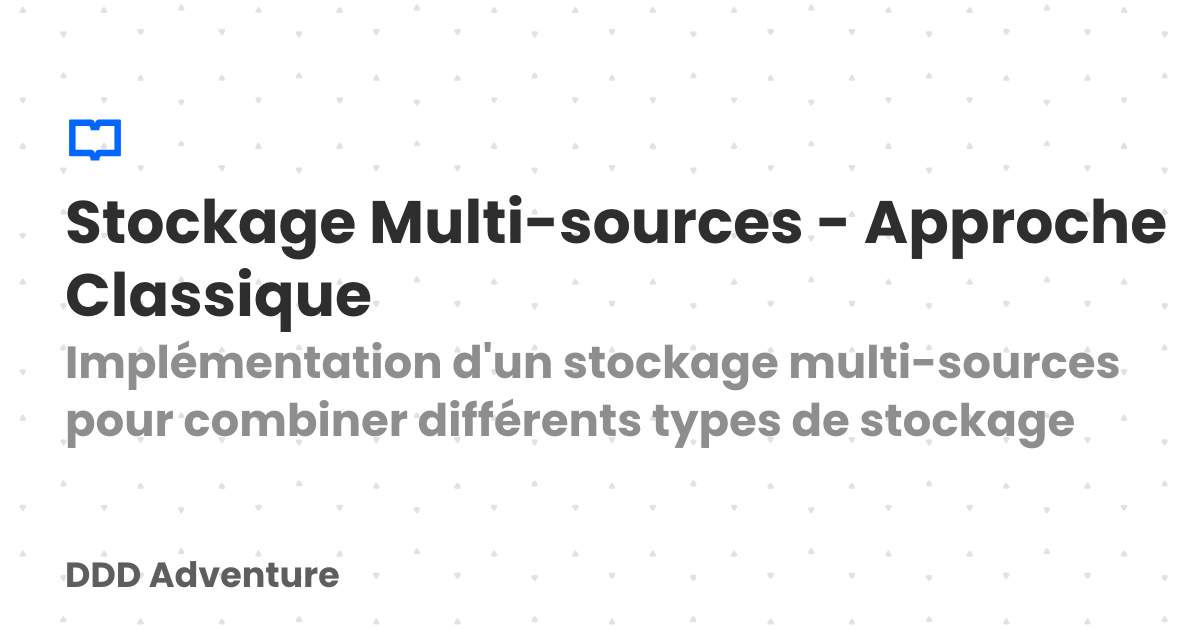 Stockage Multi-sources - Approche
Classique
Implémentation d'un stockage multi-sources
pour combiner différents types de stockage
DDD Adventure